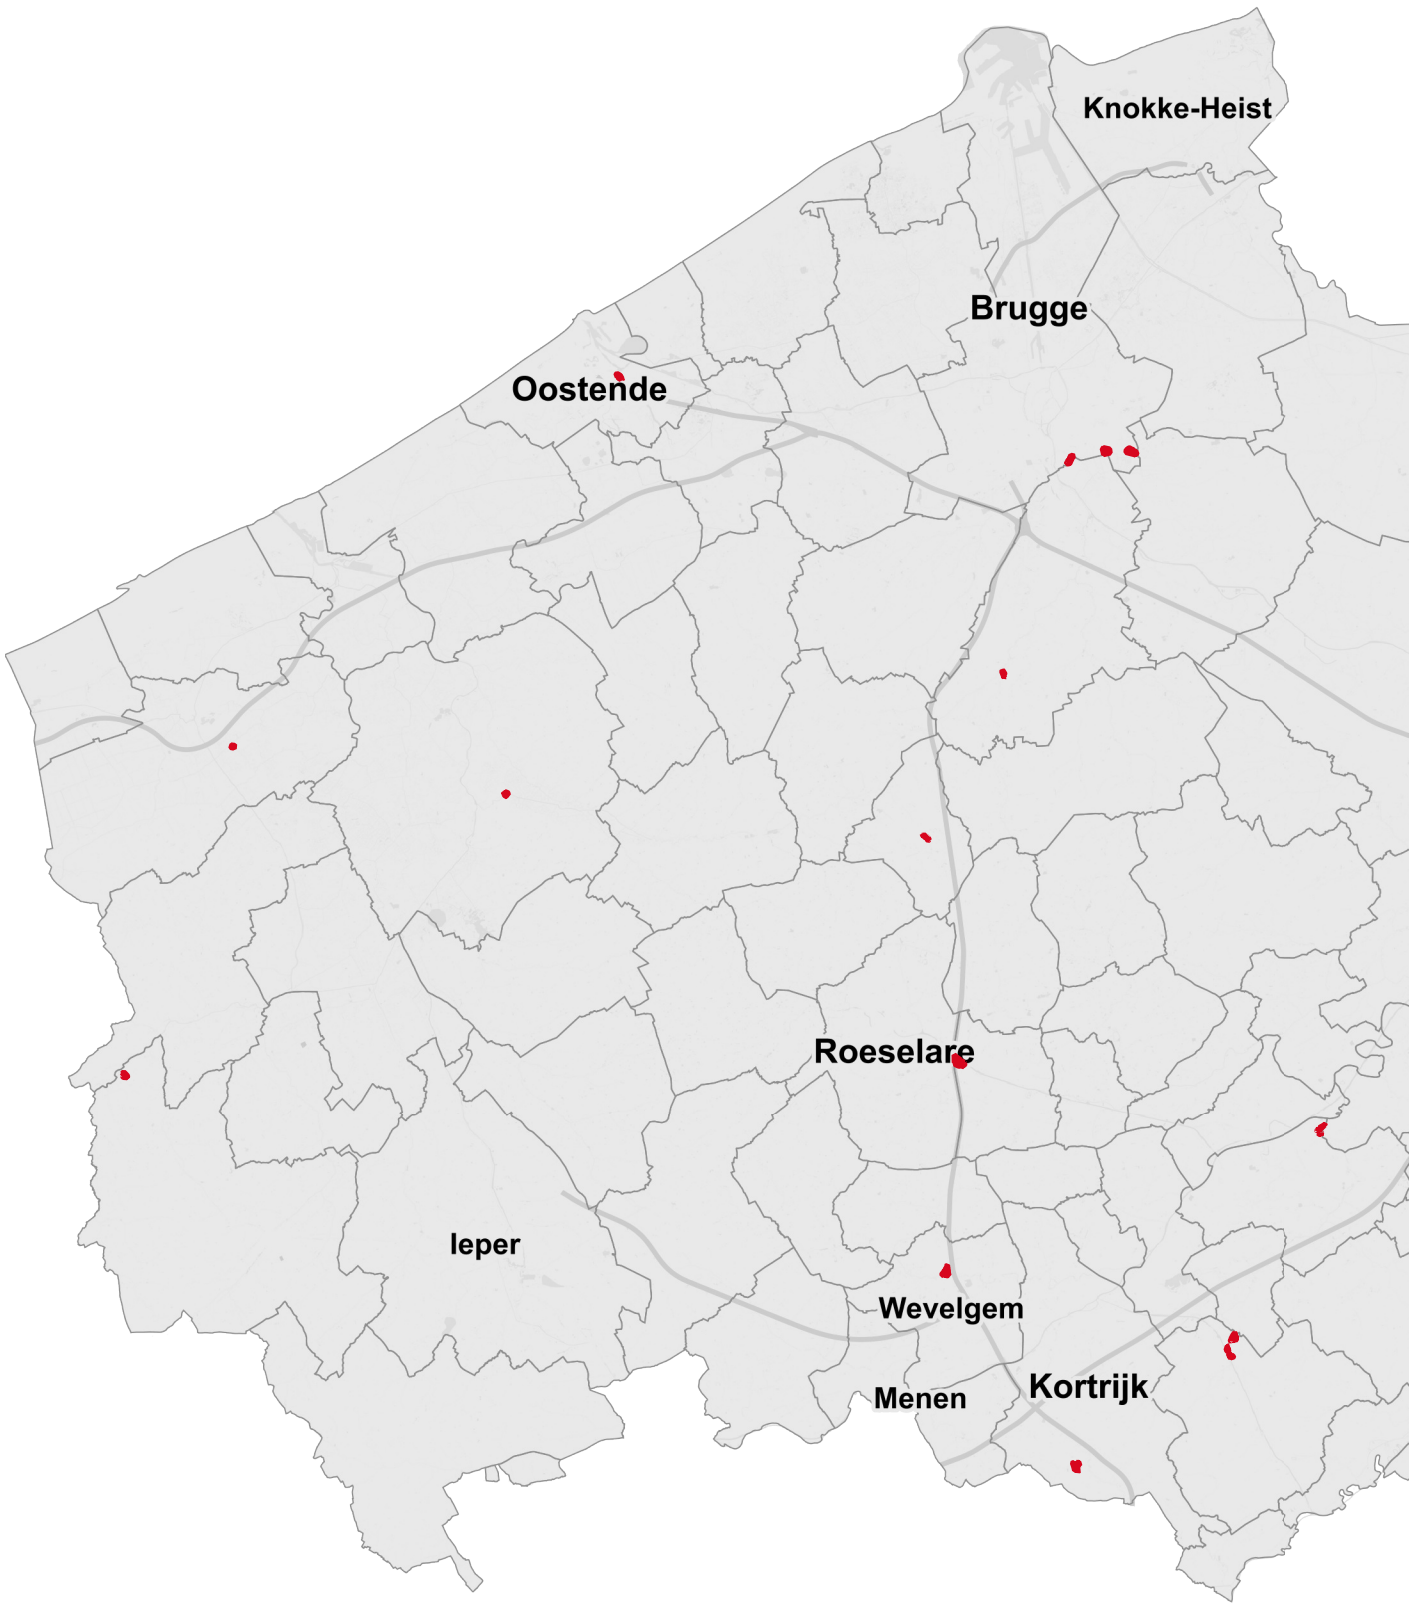 Knokke-Heist
Brugge
Oostende
Roeselare
Ieper
Wevelgem
Kortrijk
Menen